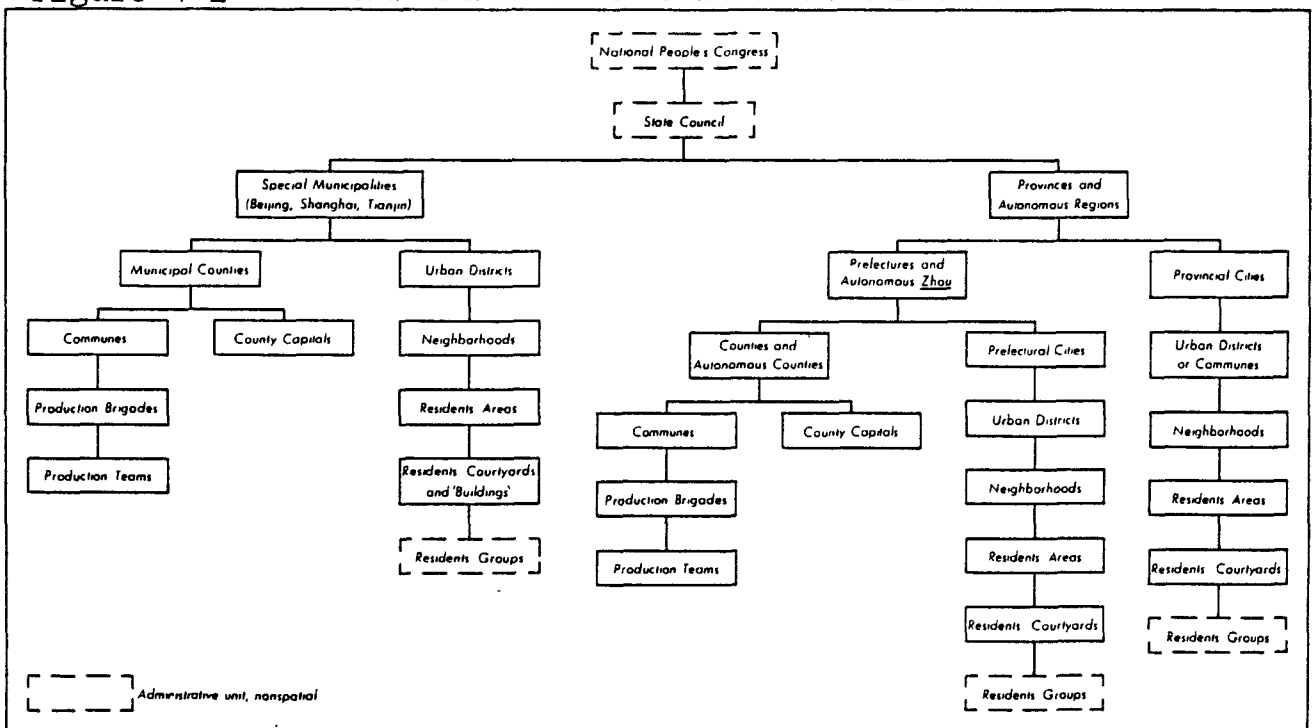 National People's Congress
State Council
Special Municipalities
(Beijing, Shanghai, Tianjin)
Provinces and
Autonomous Regions
Municipal Counties
Urban Districts
Prefectures and
Autonomous Zhou
Provincial Cities
Communes
County Capitals
Neighborhoods
Counties and
Autonomous Counties
Prefectural Cities
Urban Districts
or Communes
Production Brigades
Residents Areas
Communes
County Capitals
Urban Districts
Neighborhoods
Production Teams
Residents Courtyards
and 'Buildings'
Production Brigades
Neighborhoods
Residents Areas
Residents Groups
Production Teams
Residents Areas
Residents Courtyards
Residents Courtyards
Residents Groups
Administrative unit, nonspatial
Residents Groups